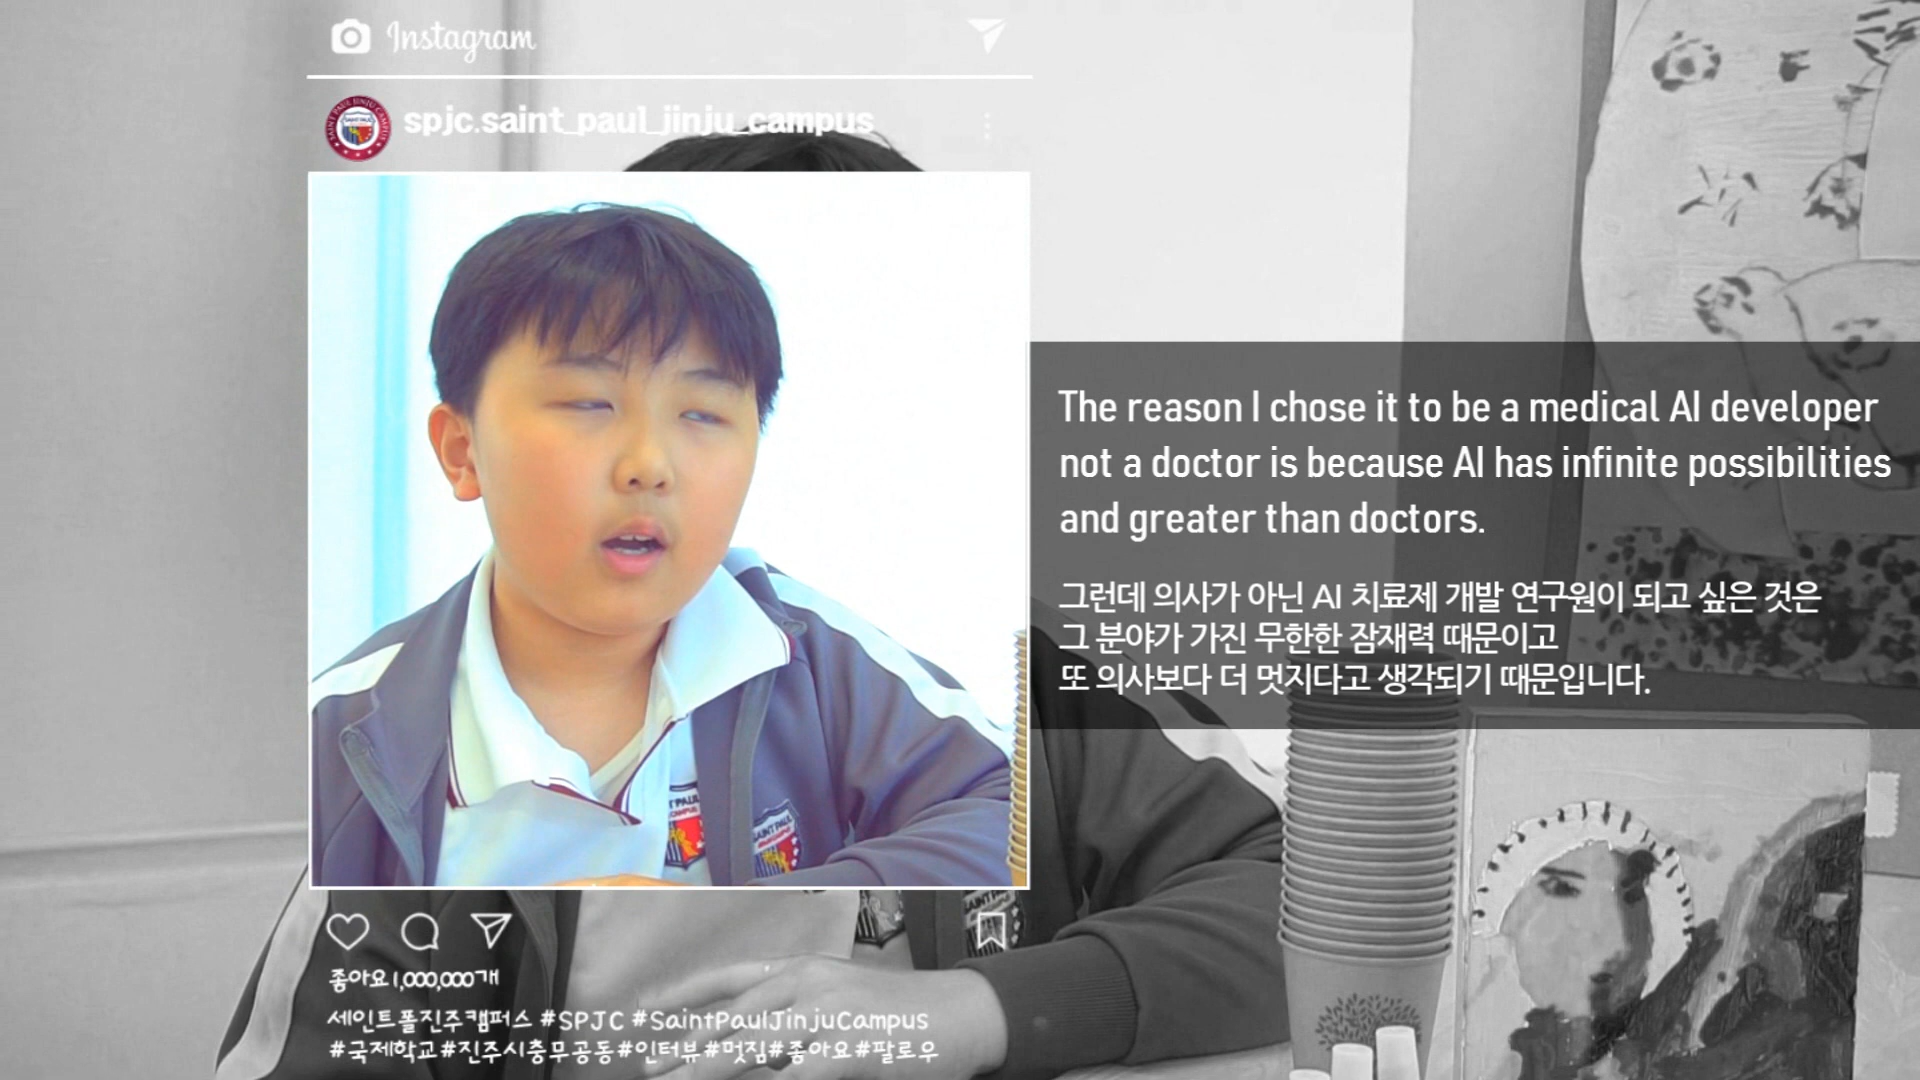 Instagram
spjc.saint_paul_jinju_campus
The reason I chose it to be a medical AI developer
not a doctor is because AI has infinite possibilities
and greater than doctors.
그런데 의사가 아닌 AI 치료제 개발 연구원이 되고 싶은 것은
그 분야가 가진 무한한 잠재력 때문이고
또 의사보다 더 멋지다고 생각되기 때문입니다.
SAINT PAUL
좋아요 1,000,000개
세인트폴진주캠퍼스 #SPJC #SaintPaulJinjuCampus
#국제학교#진주시충무공동#인터뷰#멋짐#좋아요#팔로우